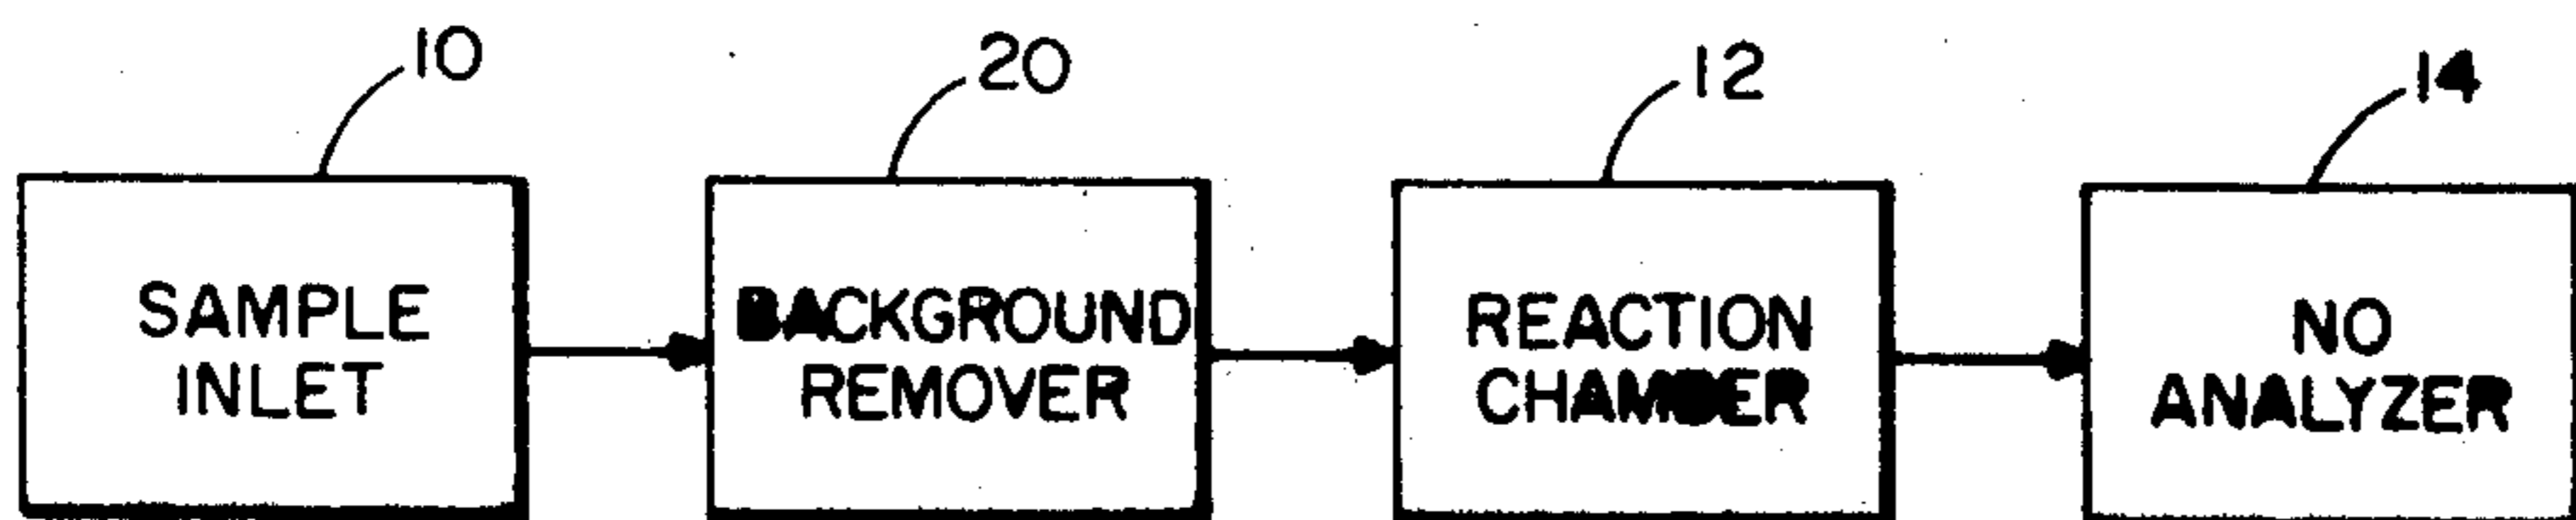 10
20
12
14
SAMPLE
INLET
BACKGROUND
REMOVER
REACTION
CHAMBER
NO
ANALYZER